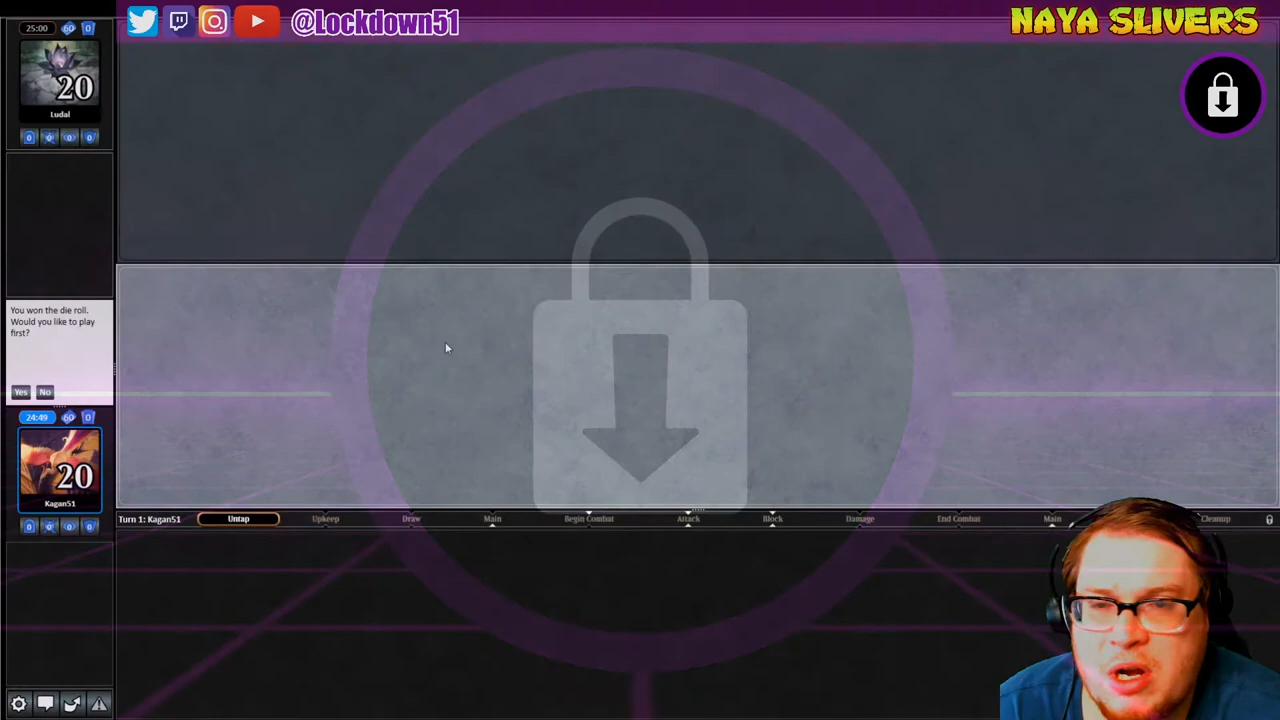 @Lockdown51
NAYA SLIVERS
25:00 60 0
20
Ludal
0 0 0 0
You won the die roll.
Would you like to play
first?
Yes No
24:49 60 0
20
Kagan51
0 0 0 0
Turn 1: Kagan51 Untap Upkeep Draw Main Begin Combat Attack Block Damage End Combat Main Cleanup